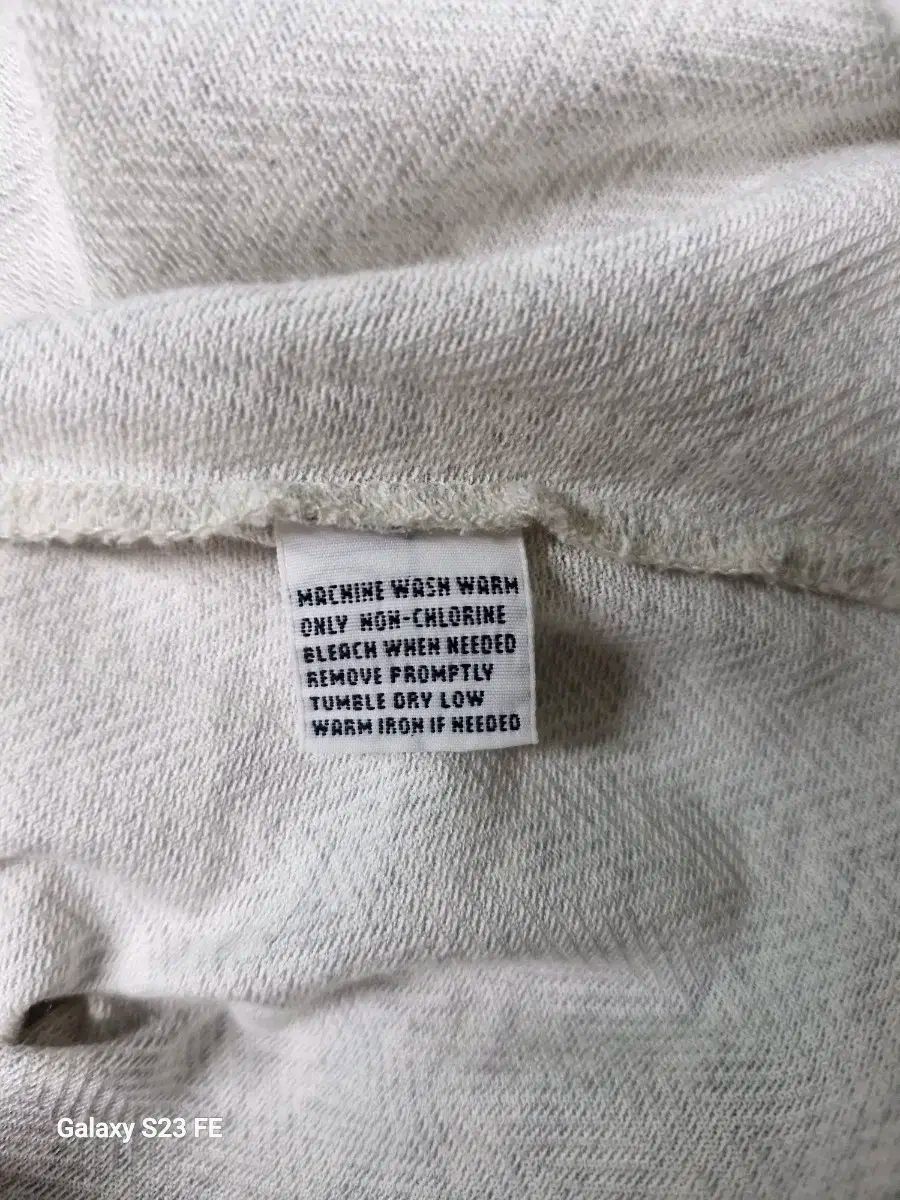 MACHINE WASH WARM
ONLY NON-CHLORINE
BLEACH WHEN NEEDED
REMOVE PROMPTLY
TUMBLE DRY LOW
WARM IRON IF NEEDED
Galaxy S23 FE